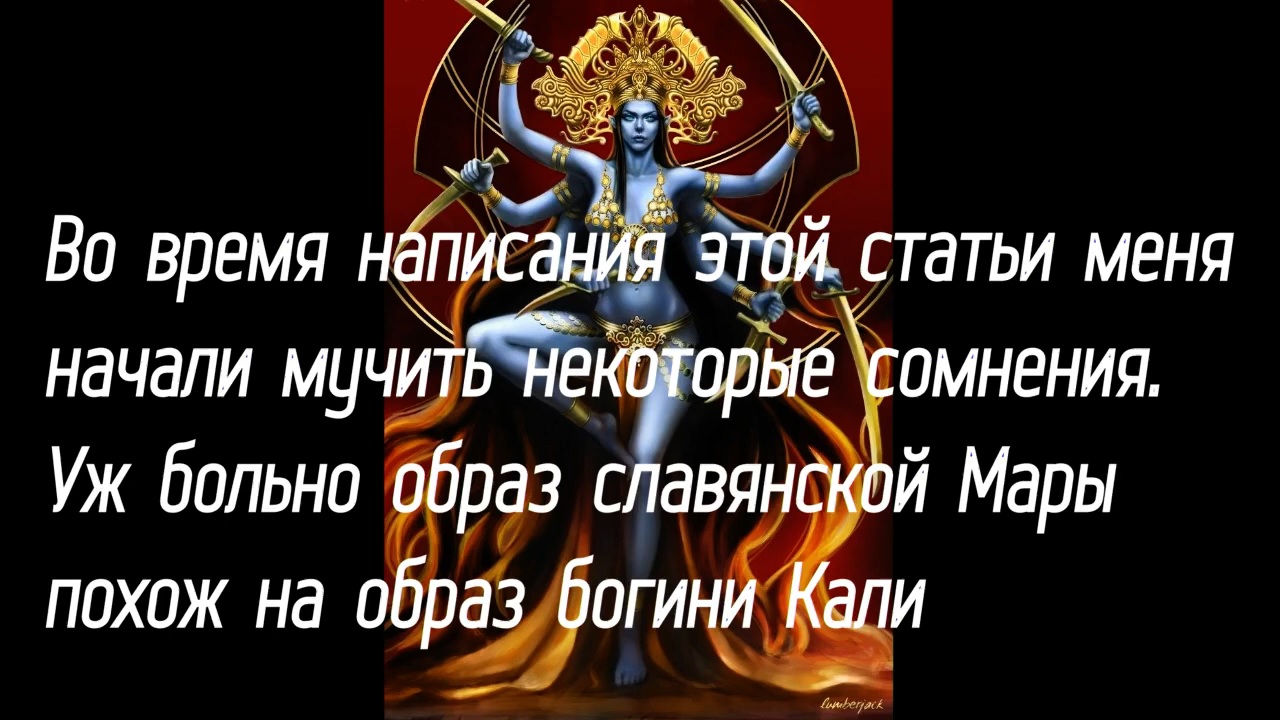 Во время написания этой статьи меня
начали мучить некоторые сомнения.
Уж больно образ славянской Мары
похож на образ богини Кали
lumberjack